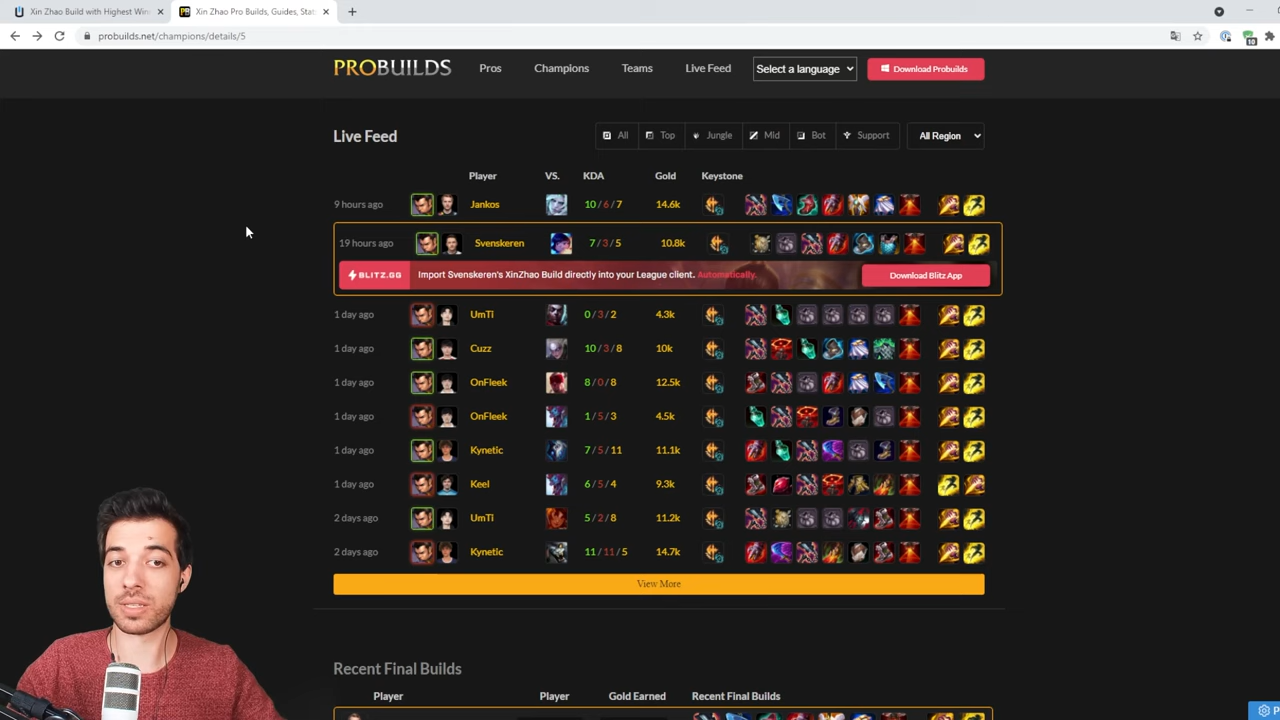 Xin Zhao Build with Highest Win
Xin Zhao Pro Builds, Guides, Stat
probuilds.net/champions/details/5
10
PROBUILDS Pros Champions Teams Live Feed Select a language Download Probuilds
Live Feed All Top Jungle Mid Bot Support All Region
Player VS. KDA Gold Keystone
9 hours ago Jankos 10 / 6 / 7 14.6k
19 hours ago Svenskeren 7 / 3 / 5 10.8k
BLITZ.GG Import Svenskeren's XinZhao Build directly into your League client. Automatically. Download Blitz App
1 day ago UmTi 0 / 3 / 2 4.3k
1 day ago Cuzz 10 / 3 / 8 10k
1 day ago OnFleek 8 / 0 / 8 12.5k
1 day ago OnFleek 1 / 5 / 3 4.5k
1 day ago Kynetic 7 / 5 / 11 11.1k
1 day ago Keel 6 / 5 / 4 9.3k
2 days ago UmTi 5 / 2 / 8 11.2k
2 days ago Kynetic 11 / 11 / 5 14.7k
View More
Recent Final Builds
Player Player Gold Earned Recent Final Builds
P